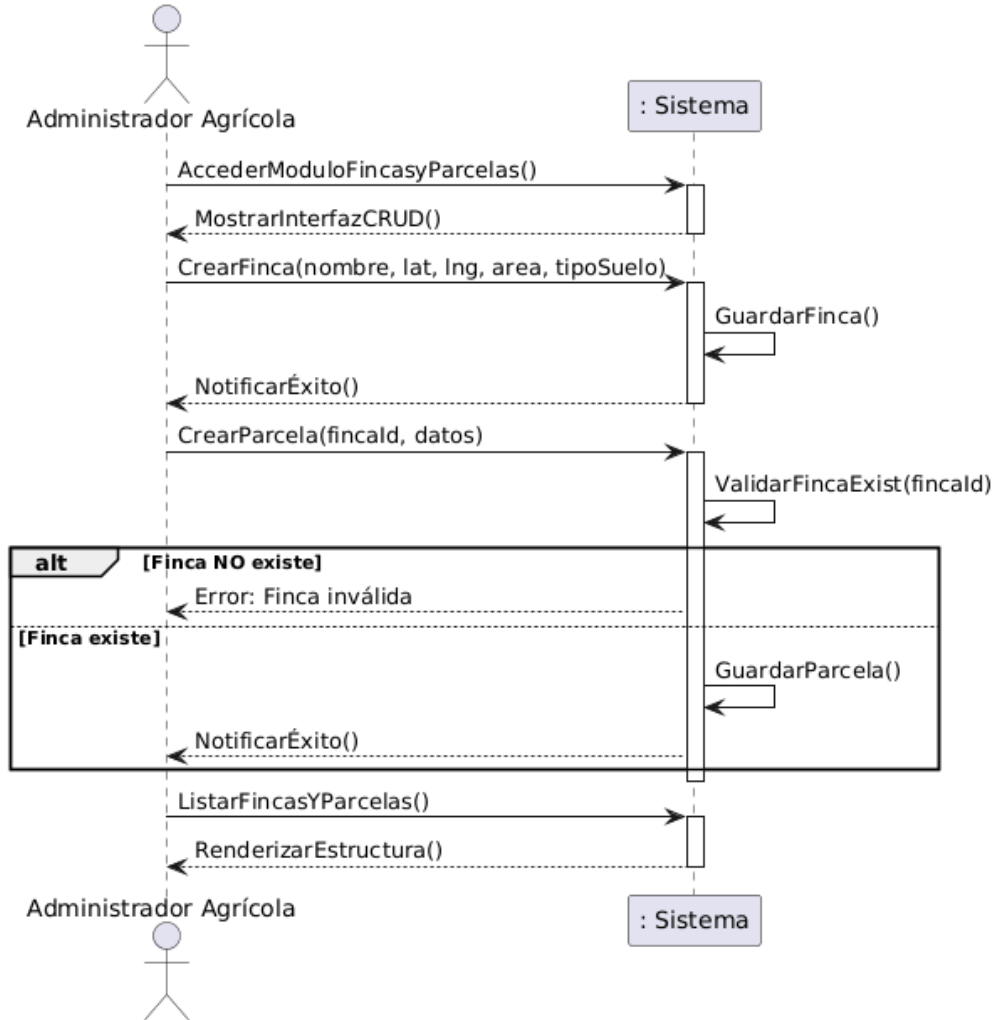 Administrador Agrícola
: Sistema
AccederModuloFincasyParcelas()
MostrarInterfazCRUD()
CrearFinca(nombre, lat, lng, area, tipoSuelo)
GuardarFinca()
NotificarÉxito()
CrearParcela(fincaId, datos)
ValidarFincaExist(fincaId)
alt [Finca NO existe]
Error: Finca inválida
[Finca existe]
GuardarParcela()
NotificarÉxito()
ListarFincasYParcelas()
RenderizarEstructura()
Administrador Agrícola
: Sistema